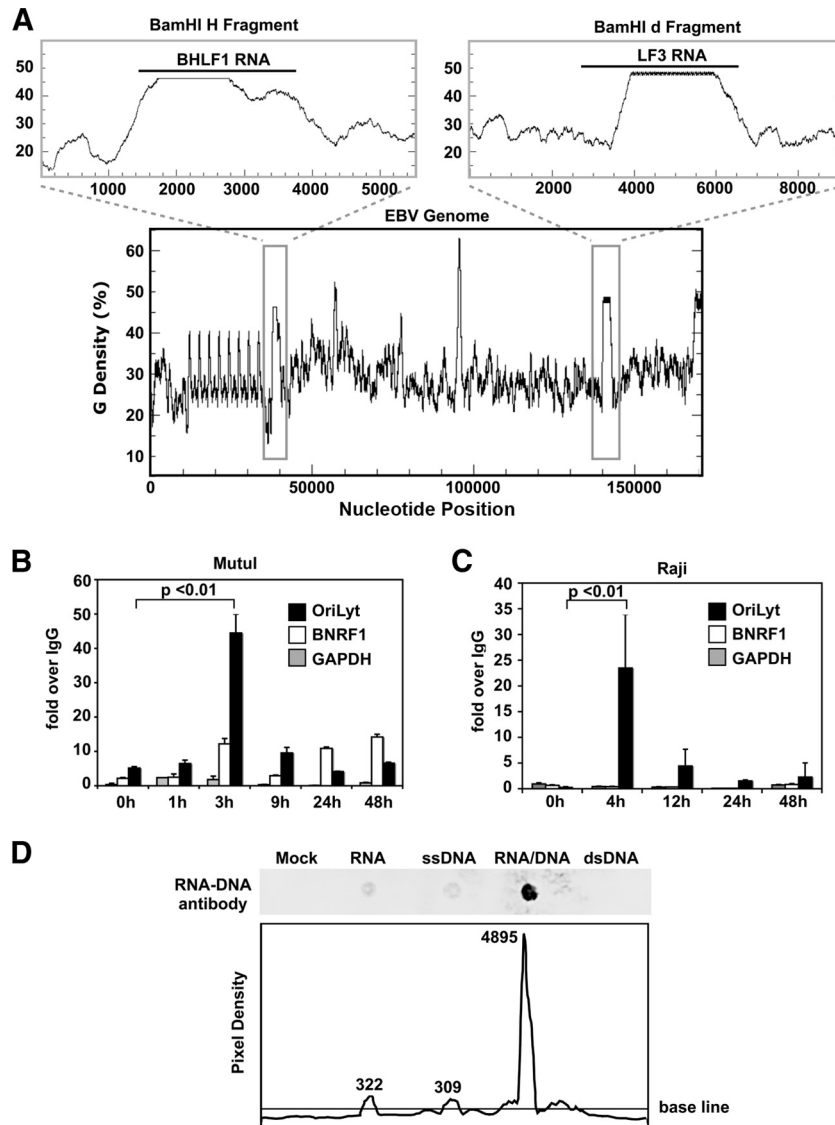 A
BamHI H Fragment
BamHI d Fragment
BHLF1 RNA
LF3 RNA
50
40
30
20
1000 2000 3000 4000 5000
50
40
30
20
2000 4000 6000 8000
EBV Genome
G Density (%)
65
60
50
40
30
20
10
0 50000 100000 150000
Nucleotide Position
B
Mutul
p <0.01
fold over IgG
60
50
40
30
20
10
0
OriLyt
BNRF1
GAPDH
0h 1h 3h 9h 24h 48h
C
Raji
p <0.01
fold over IgG
40
35
30
25
20
15
10
5
0
OriLyt
BNRF1
GAPDH
0h 4h 12h 24h 48h
D
Mock RNA ssDNA RNA/DNA dsDNA
RNA-DNA
antibody
Pixel Density
4895
322
309
base line